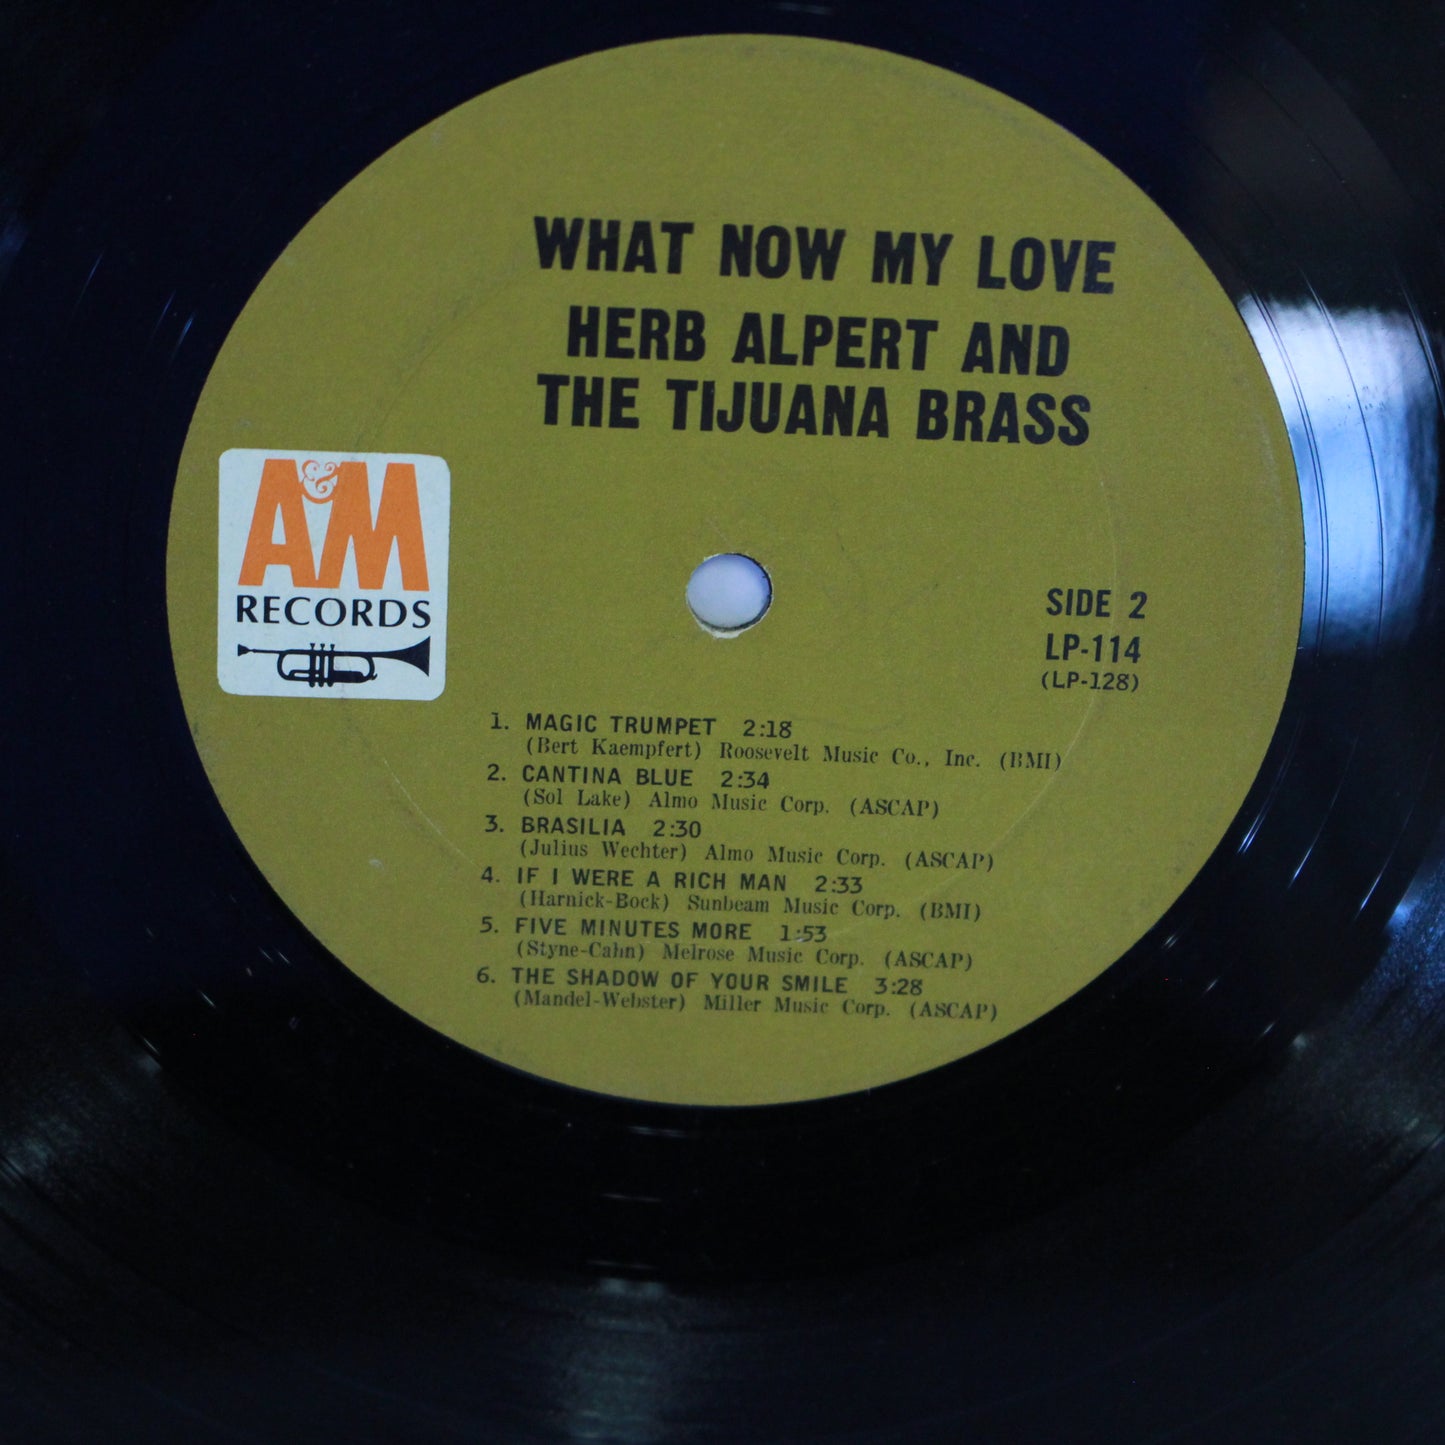 WHAT NOW MY LOVE
HERB ALPERT AND
THE TIJUANA BRASS
A&M
RECORDS
SIDE 2
LP-114
(LP-128)
1. MAGIC TRUMPET 2:18
(Bert Kaempfert) Roosevelt Music Co., Inc. (BMI)
2. CANTINA BLUE 2:34
(Sol Lake) Almo Music Corp. (ASCAP)
3. BRASILIA 2:30
(Julius Wechter) Almo Music Corp. (ASCAP)
4. IF I WERE A RICH MAN 2:33
(Harnick-Bock) Sunbeam Music Corp. (BMI)
5. FIVE MINUTES MORE 1:53
(Styne-Cahn) Melrose Music Corp. (ASCAP)
6. THE SHADOW OF YOUR SMILE 3:28
(Mandel-Webster) Miller Music Corp. (ASCAP)